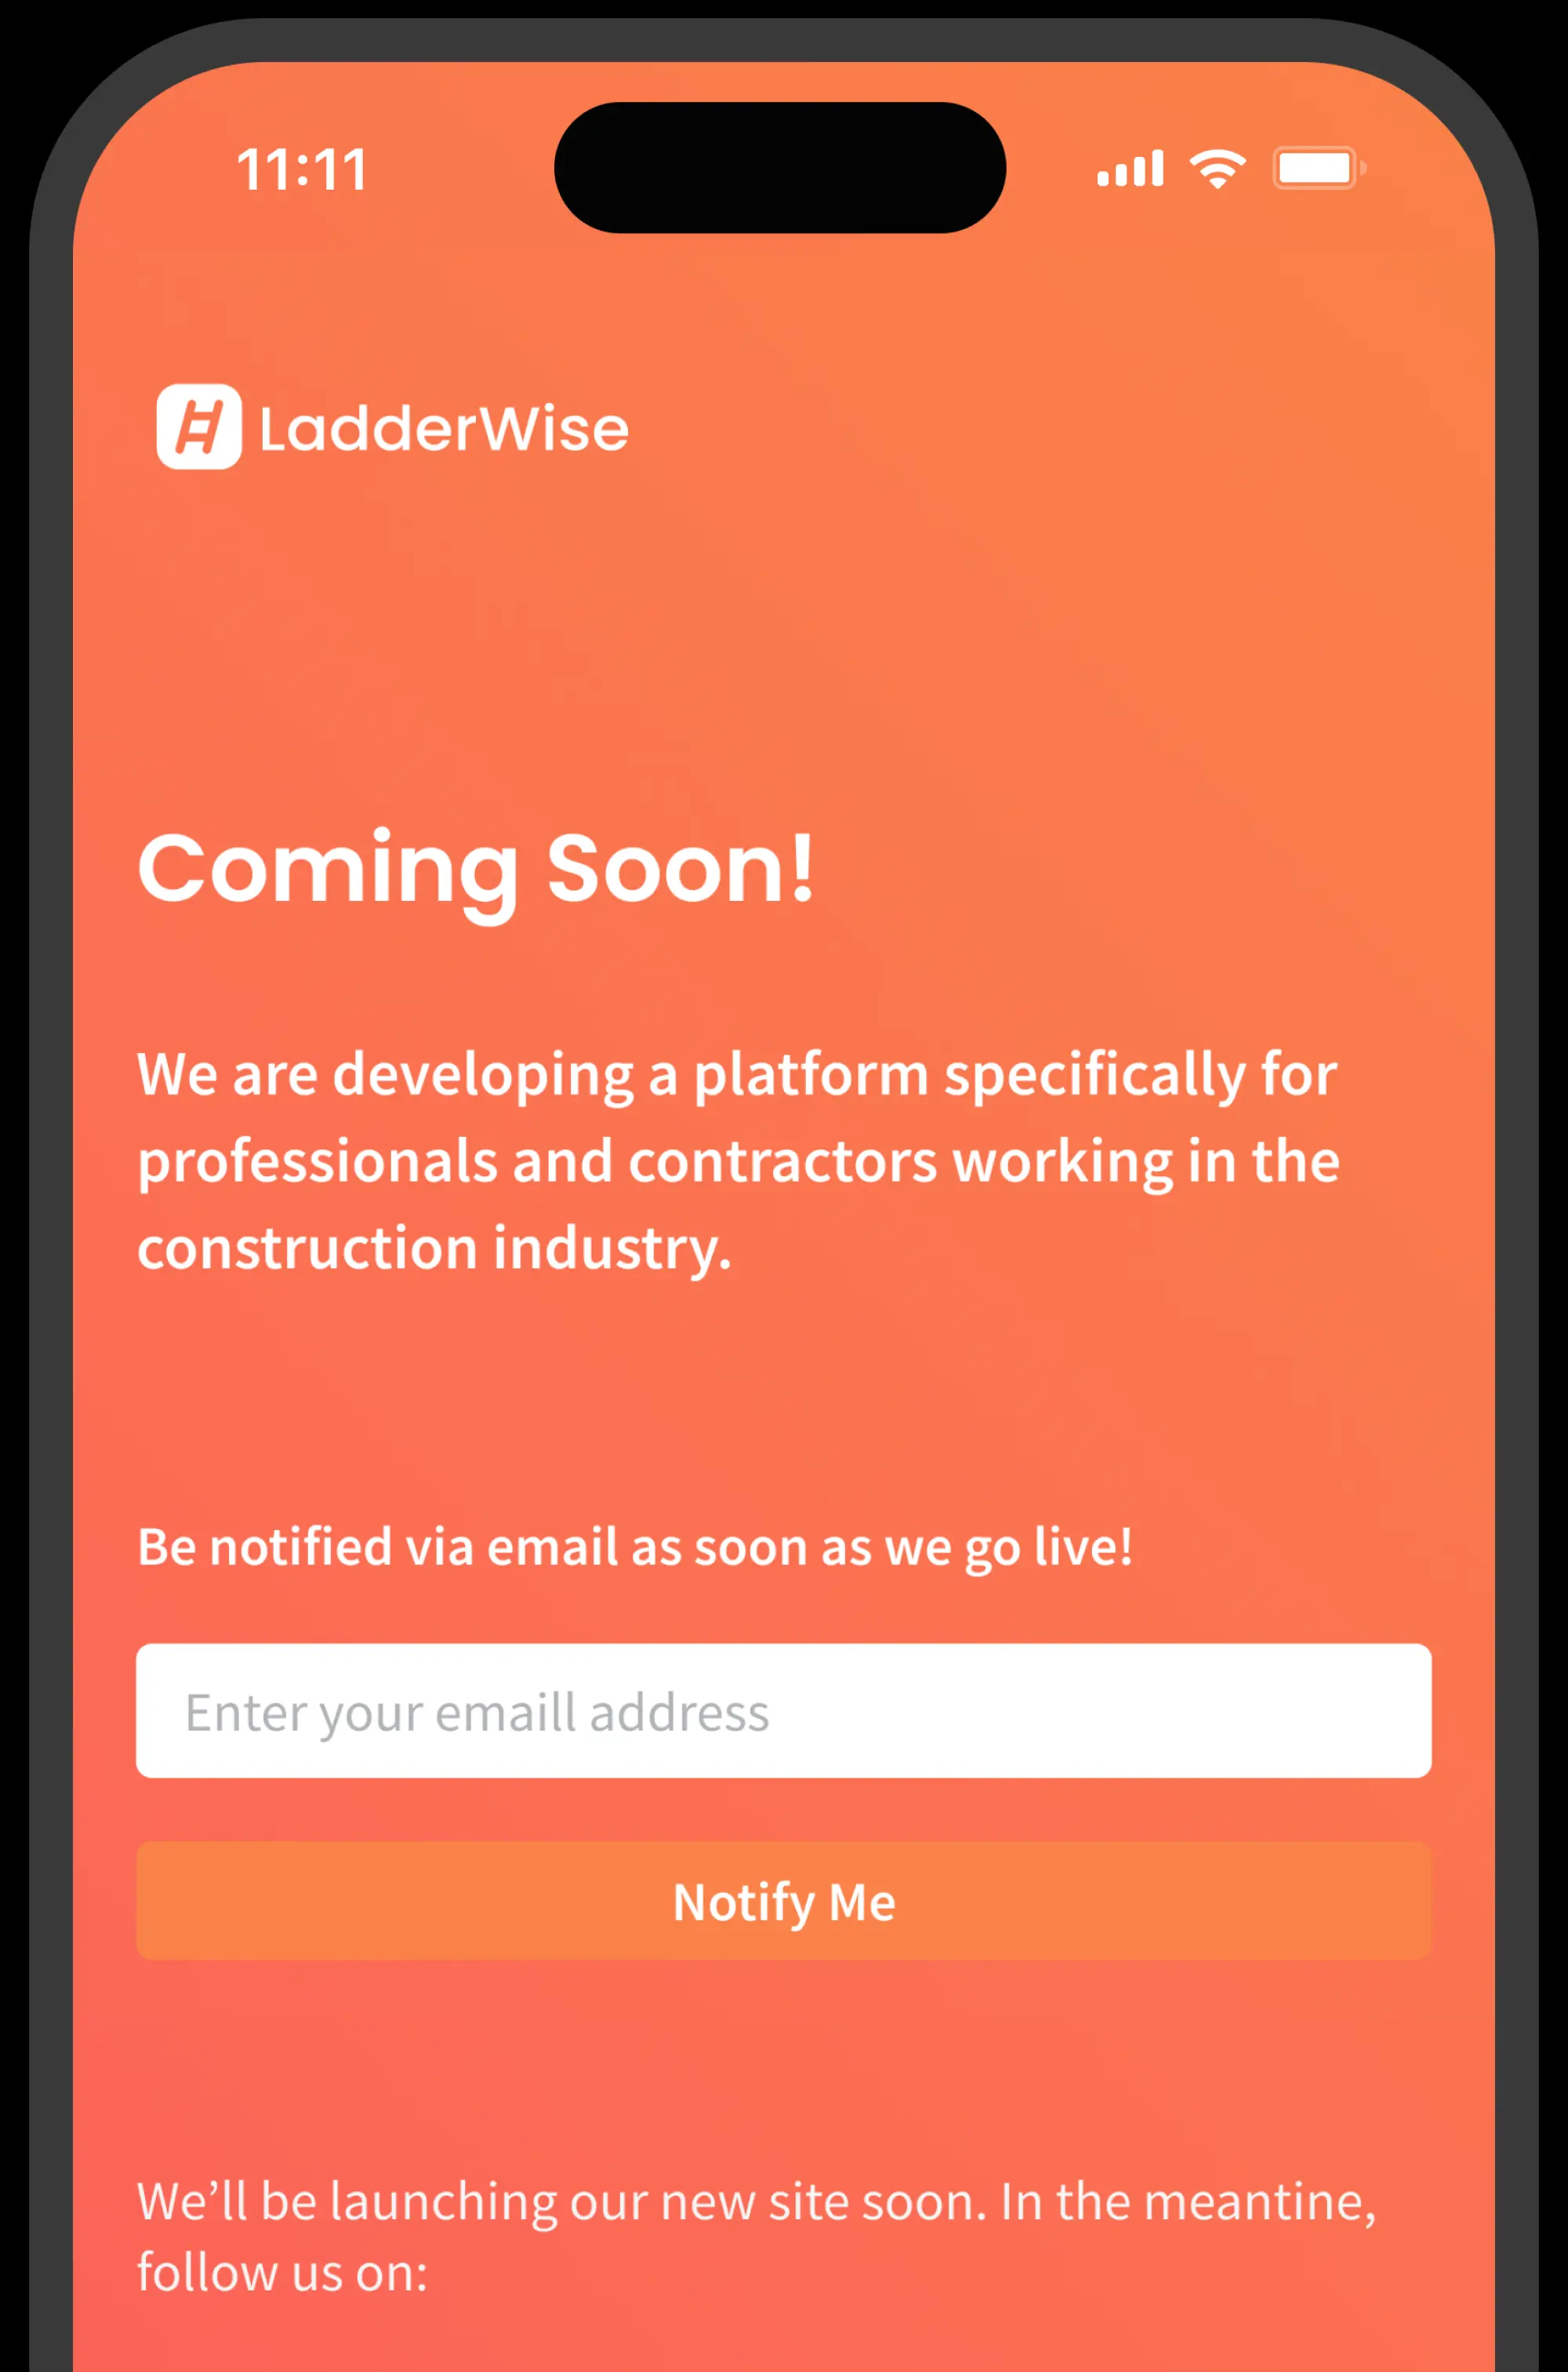 11:11
LadderWise
Coming Soon!
We are developing a platform specifically for
professionals and contractors working in the
construction industry.
Be notified via email as soon as we go live!
Enter your emaill address
Notify Me
We’ll be launching our new site soon. In the meantine,
follow us on: